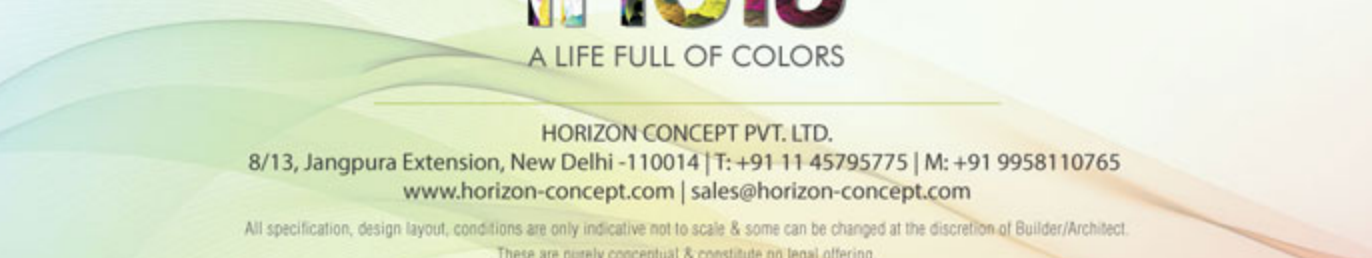 A LIFE FULL OF COLORS
HORIZON CONCEPT PVT. LTD.
8/13, Jangpura Extension, New Delhi -110014 | T: +91 11 45795775 | M: +91 9958110765
www.horizon-concept.com | sales@horizon-concept.com
All specification, design layout, conditions are only indicative not to scale & some can be changed at the discretion of Builder/Architect.
These are purely conceptual & constitute no legal offering.